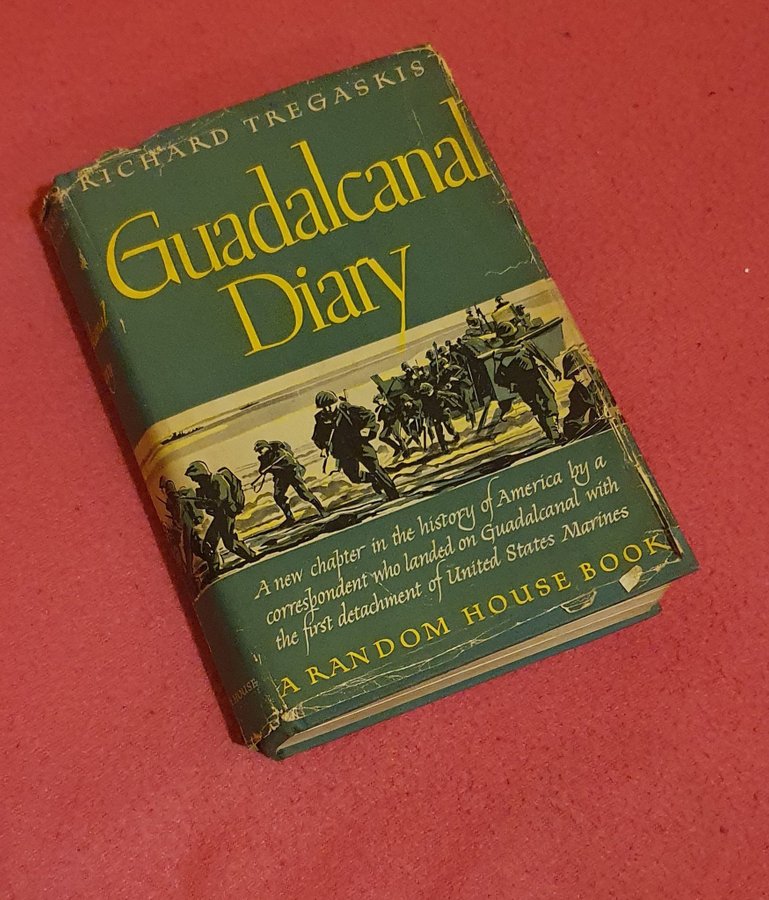 RICHARD TREGASKIS
Guadalcanal
Diary
A new chapter in the history of America by a
correspondent who landed on Guadalcanal with
the first detachment of United States Marines
A RANDOM HOUSE BOOK